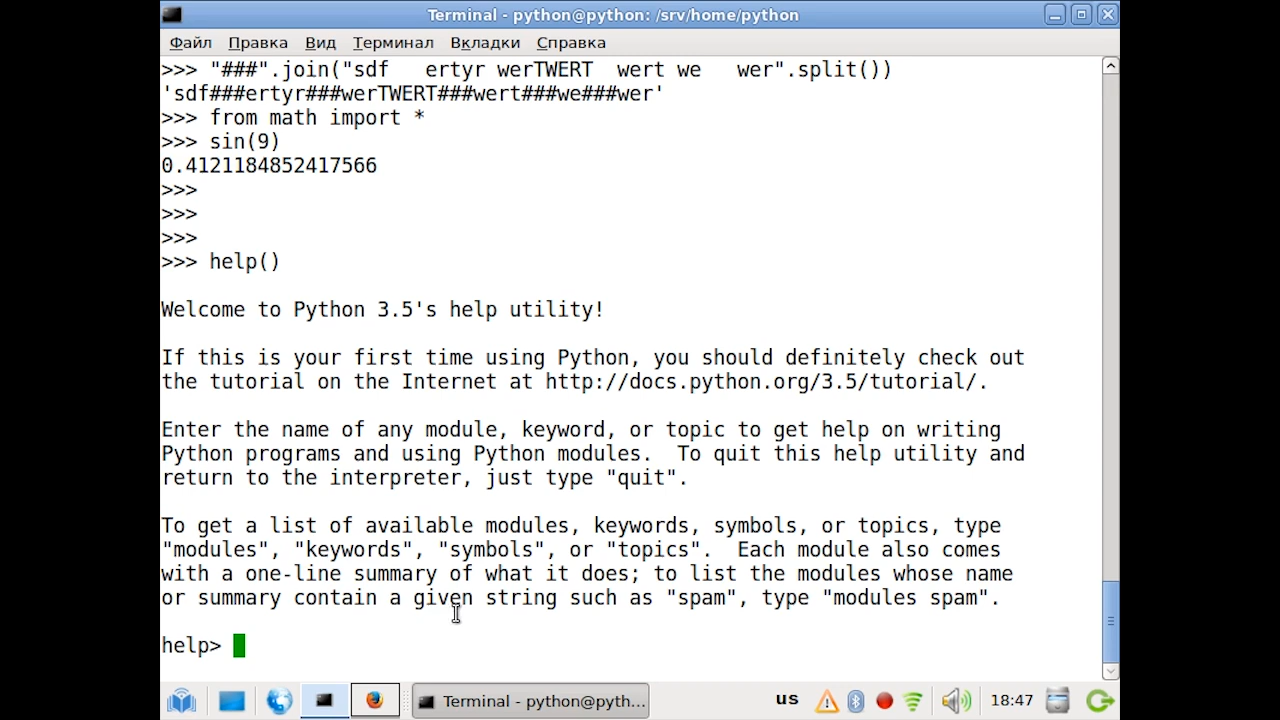 Terminal - python@python: /srv/home/python
Файл Правка Вид Терминал Вкладки Справка
>>> "###".join("sdf   ertyr werTWERT  wert we   wer".split())
'sdf###ertyr###werTWERT###wert###we###wer'
>>> from math import *
>>> sin(9)
0.4121184852417566
>>>
>>>
>>>
>>> help()
Welcome to Python 3.5's help utility!
If this is your first time using Python, you should definitely check out
the tutorial on the Internet at http://docs.python.org/3.5/tutorial/.
Enter the name of any module, keyword, or topic to get help on writing
Python programs and using Python modules.  To quit this help utility and
return to the interpreter, just type "quit".
To get a list of available modules, keywords, symbols, or topics, type
"modules", "keywords", "symbols", or "topics".  Each module also comes
with a one-line summary of what it does; to list the modules whose name
or summary contain a given string such as "spam", type "modules spam".
help>
Terminal - python@pyth... us 18:47